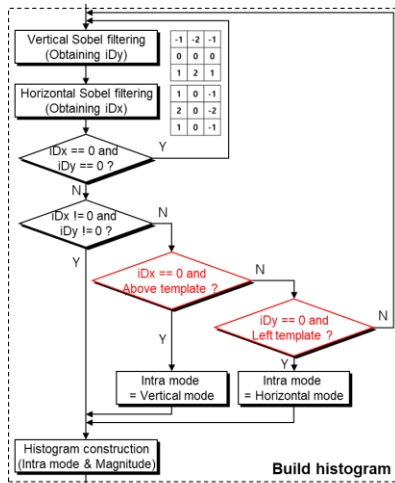 Vertical Sobel filtering
(Obtaining iDy)
-1 -2 -1
0 0 0
1 2 1
Horizontal Sobel filtering
(Obtaining iDx)
1 0 -1
2 0 -2
1 0 -1
iDx == 0 and
iDy == 0 ?
Y
N
iDx != 0 and
iDy != 0 ?
N
Y
iDx == 0 and
Above template ?
N
Y
iDy == 0 and
Left template ?
N
Y
Intra mode
= Vertical mode
Intra mode
= Horizontal mode
Histogram construction
(Intra mode & Magnitude)
Build histogram